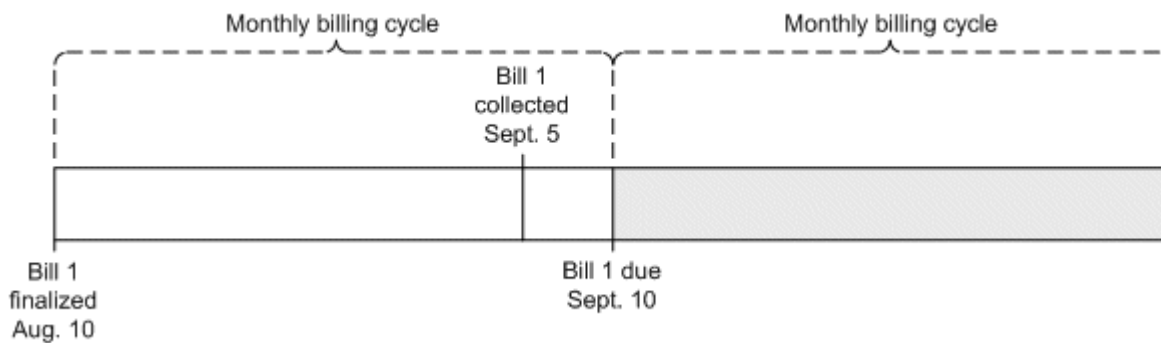 Monthly billing cycle
Monthly billing cycle
Bill 1
collected
Sept. 5
Bill 1
finalized
Aug. 10
Bill 1 due
Sept. 10